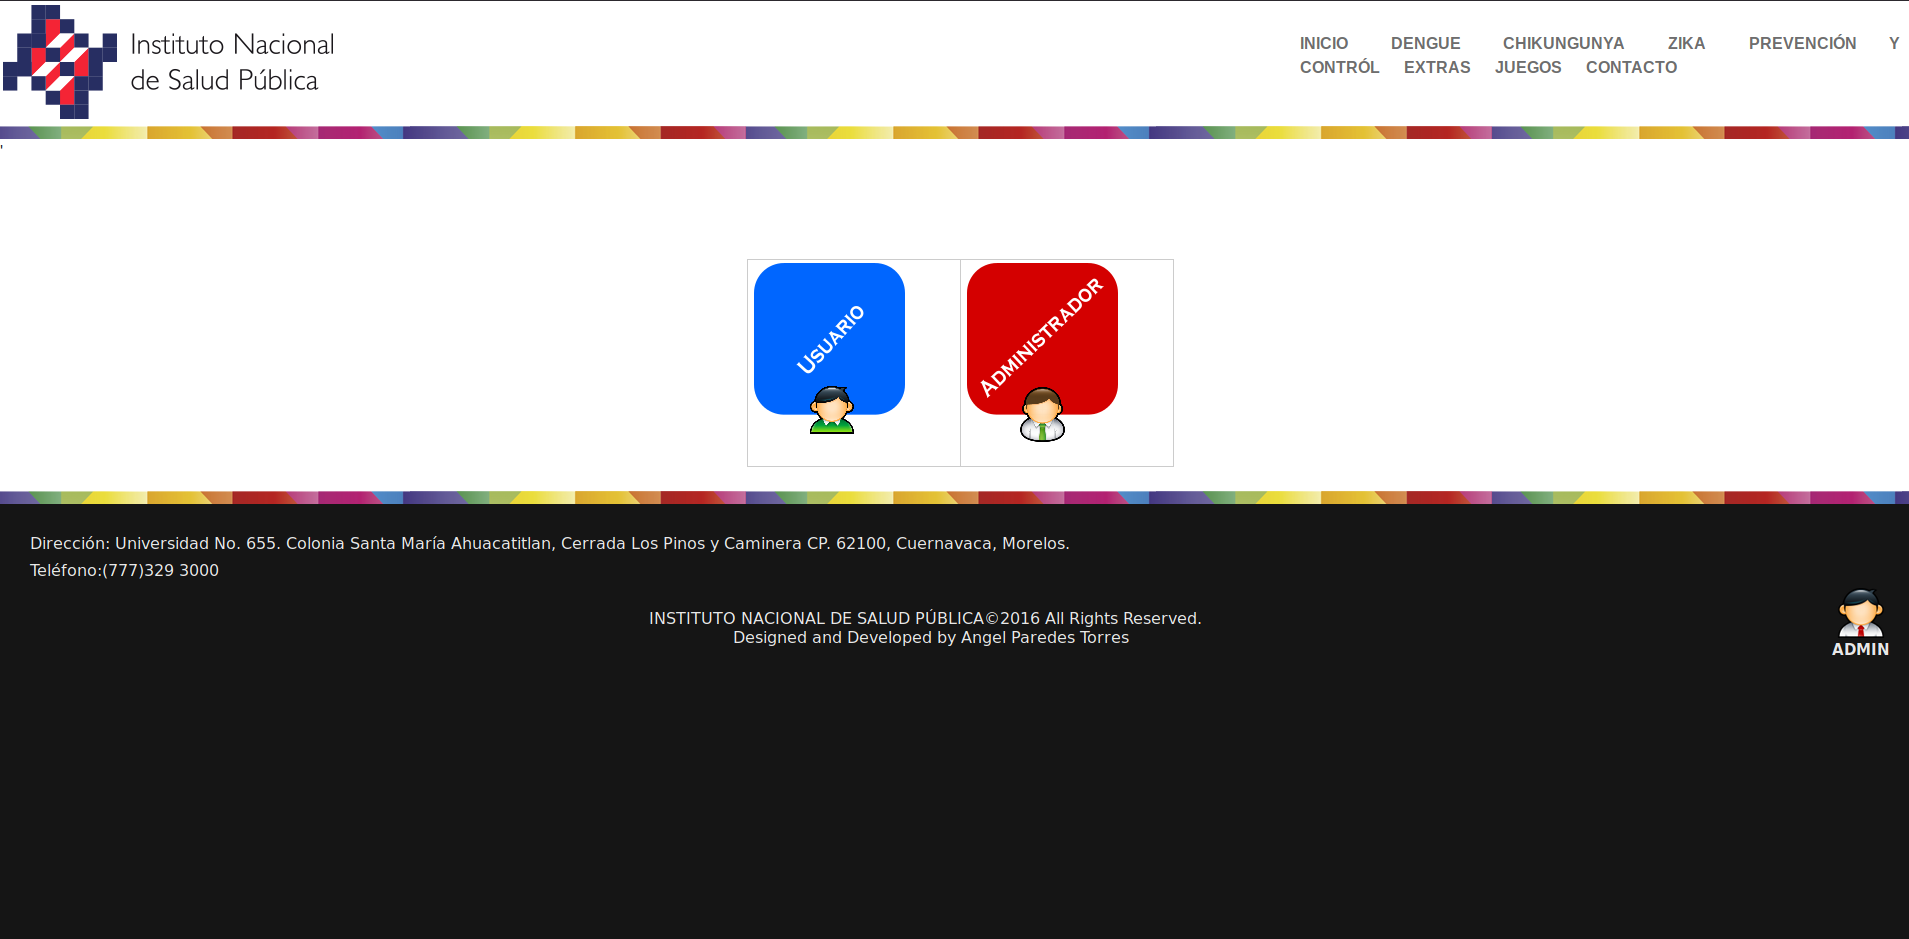 Instituto Nacional
de Salud Pública
INICIO DENGUE CHIKUNGUNYA ZIKA PREVENCIÓN Y
CONTRÓL EXTRAS JUEGOS CONTACTO
'
Usuario
Administrador
Dirección: Universidad No. 655. Colonia Santa María Ahuacatitlan, Cerrada Los Pinos y Caminera CP. 62100, Cuernavaca, Morelos.
Teléfono:(777)329 3000
INSTITUTO NACIONAL DE SALUD PÚBLICA©2016 All Rights Reserved.
Designed and Developed by Angel Paredes Torres
ADMIN